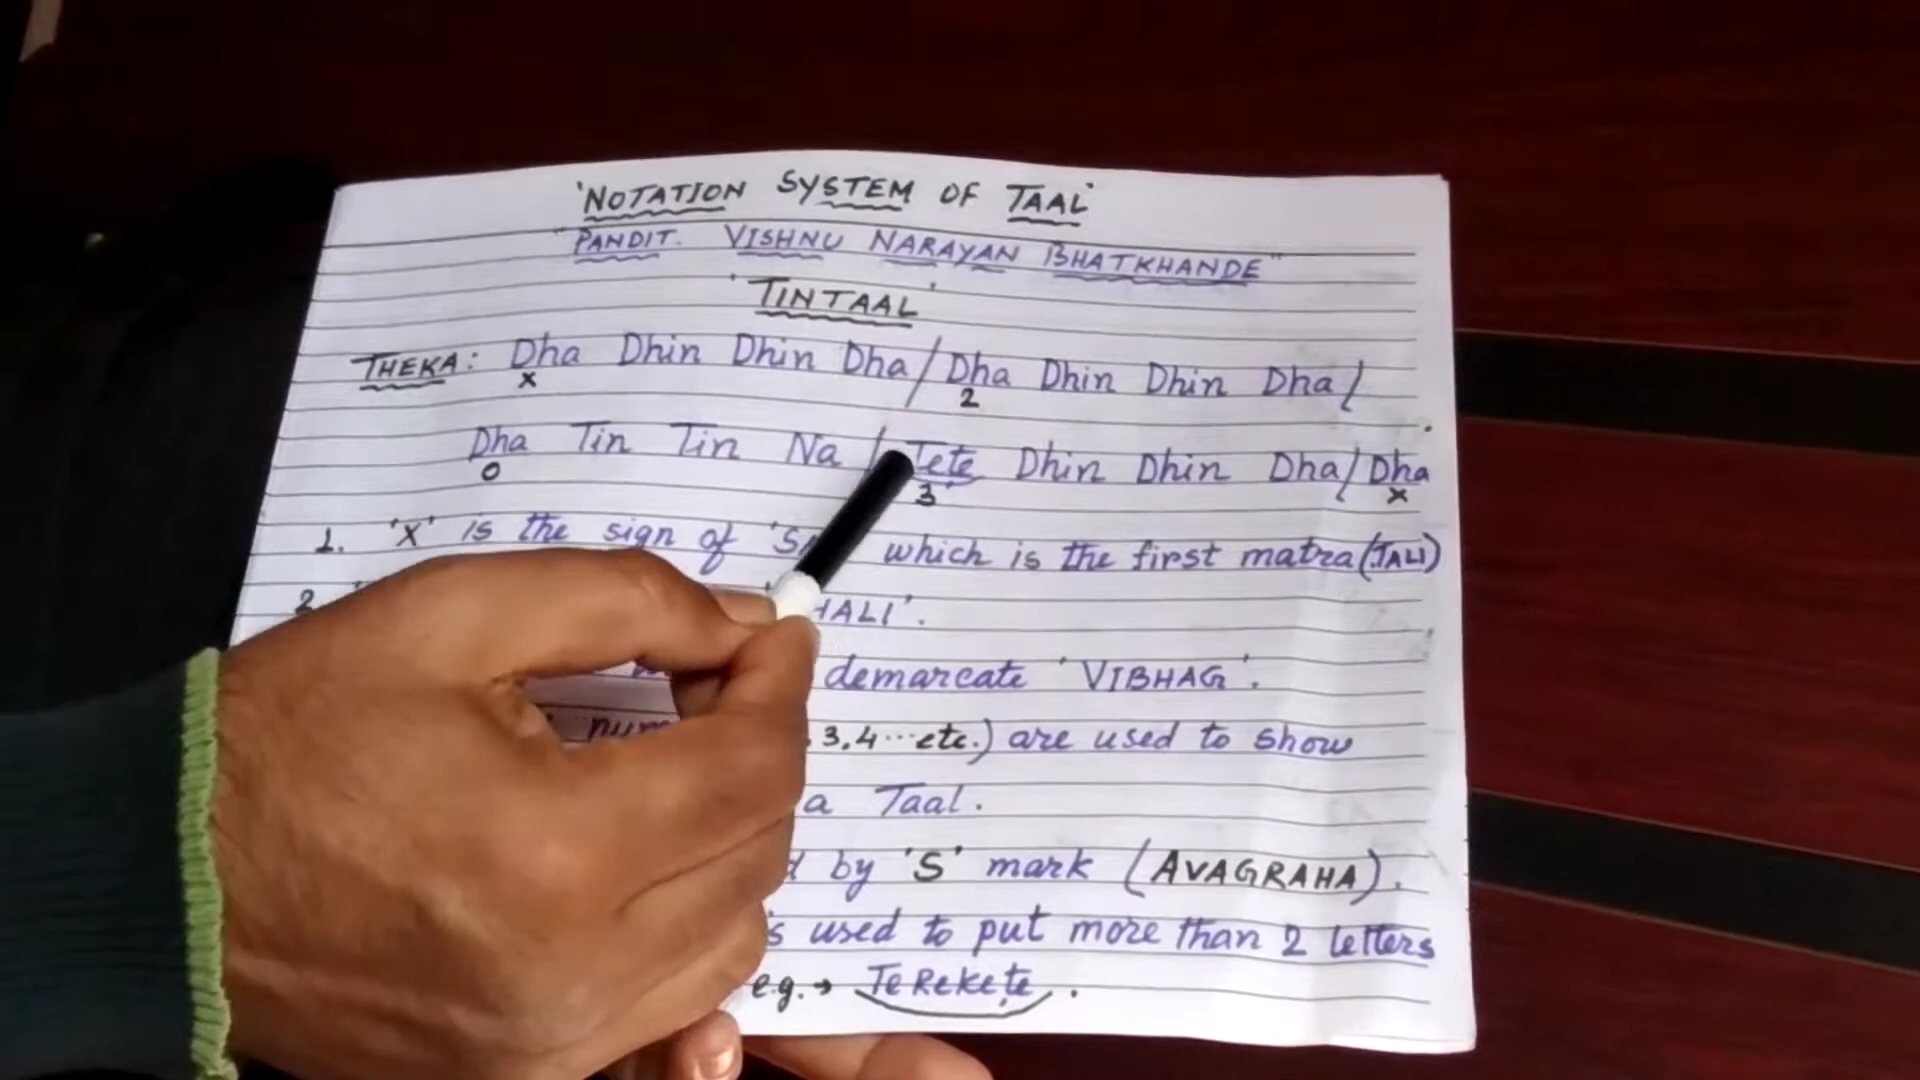 'NOTATION SYSTEM OF TAAL'
"PANDIT. VISHNU NARAYAN BHATKHANDE"
'TINTAAL'
THEKA: Dha Dhin Dhin Dha / Dha Dhin Dhin Dha /
x 2
Dha Tin Tin Na / Tete Dhin Dhin Dha / Dha
0 3 x
1. 'X' is the sign of which is the first matra (TALI)
2.
demarcate 'VIBHAG'.
3,4...etc.) are used to show
a Taal.
by 'S' mark (AVAGRAHA).
is used to put more than 2 letters
e.g. → TeReKeTe.